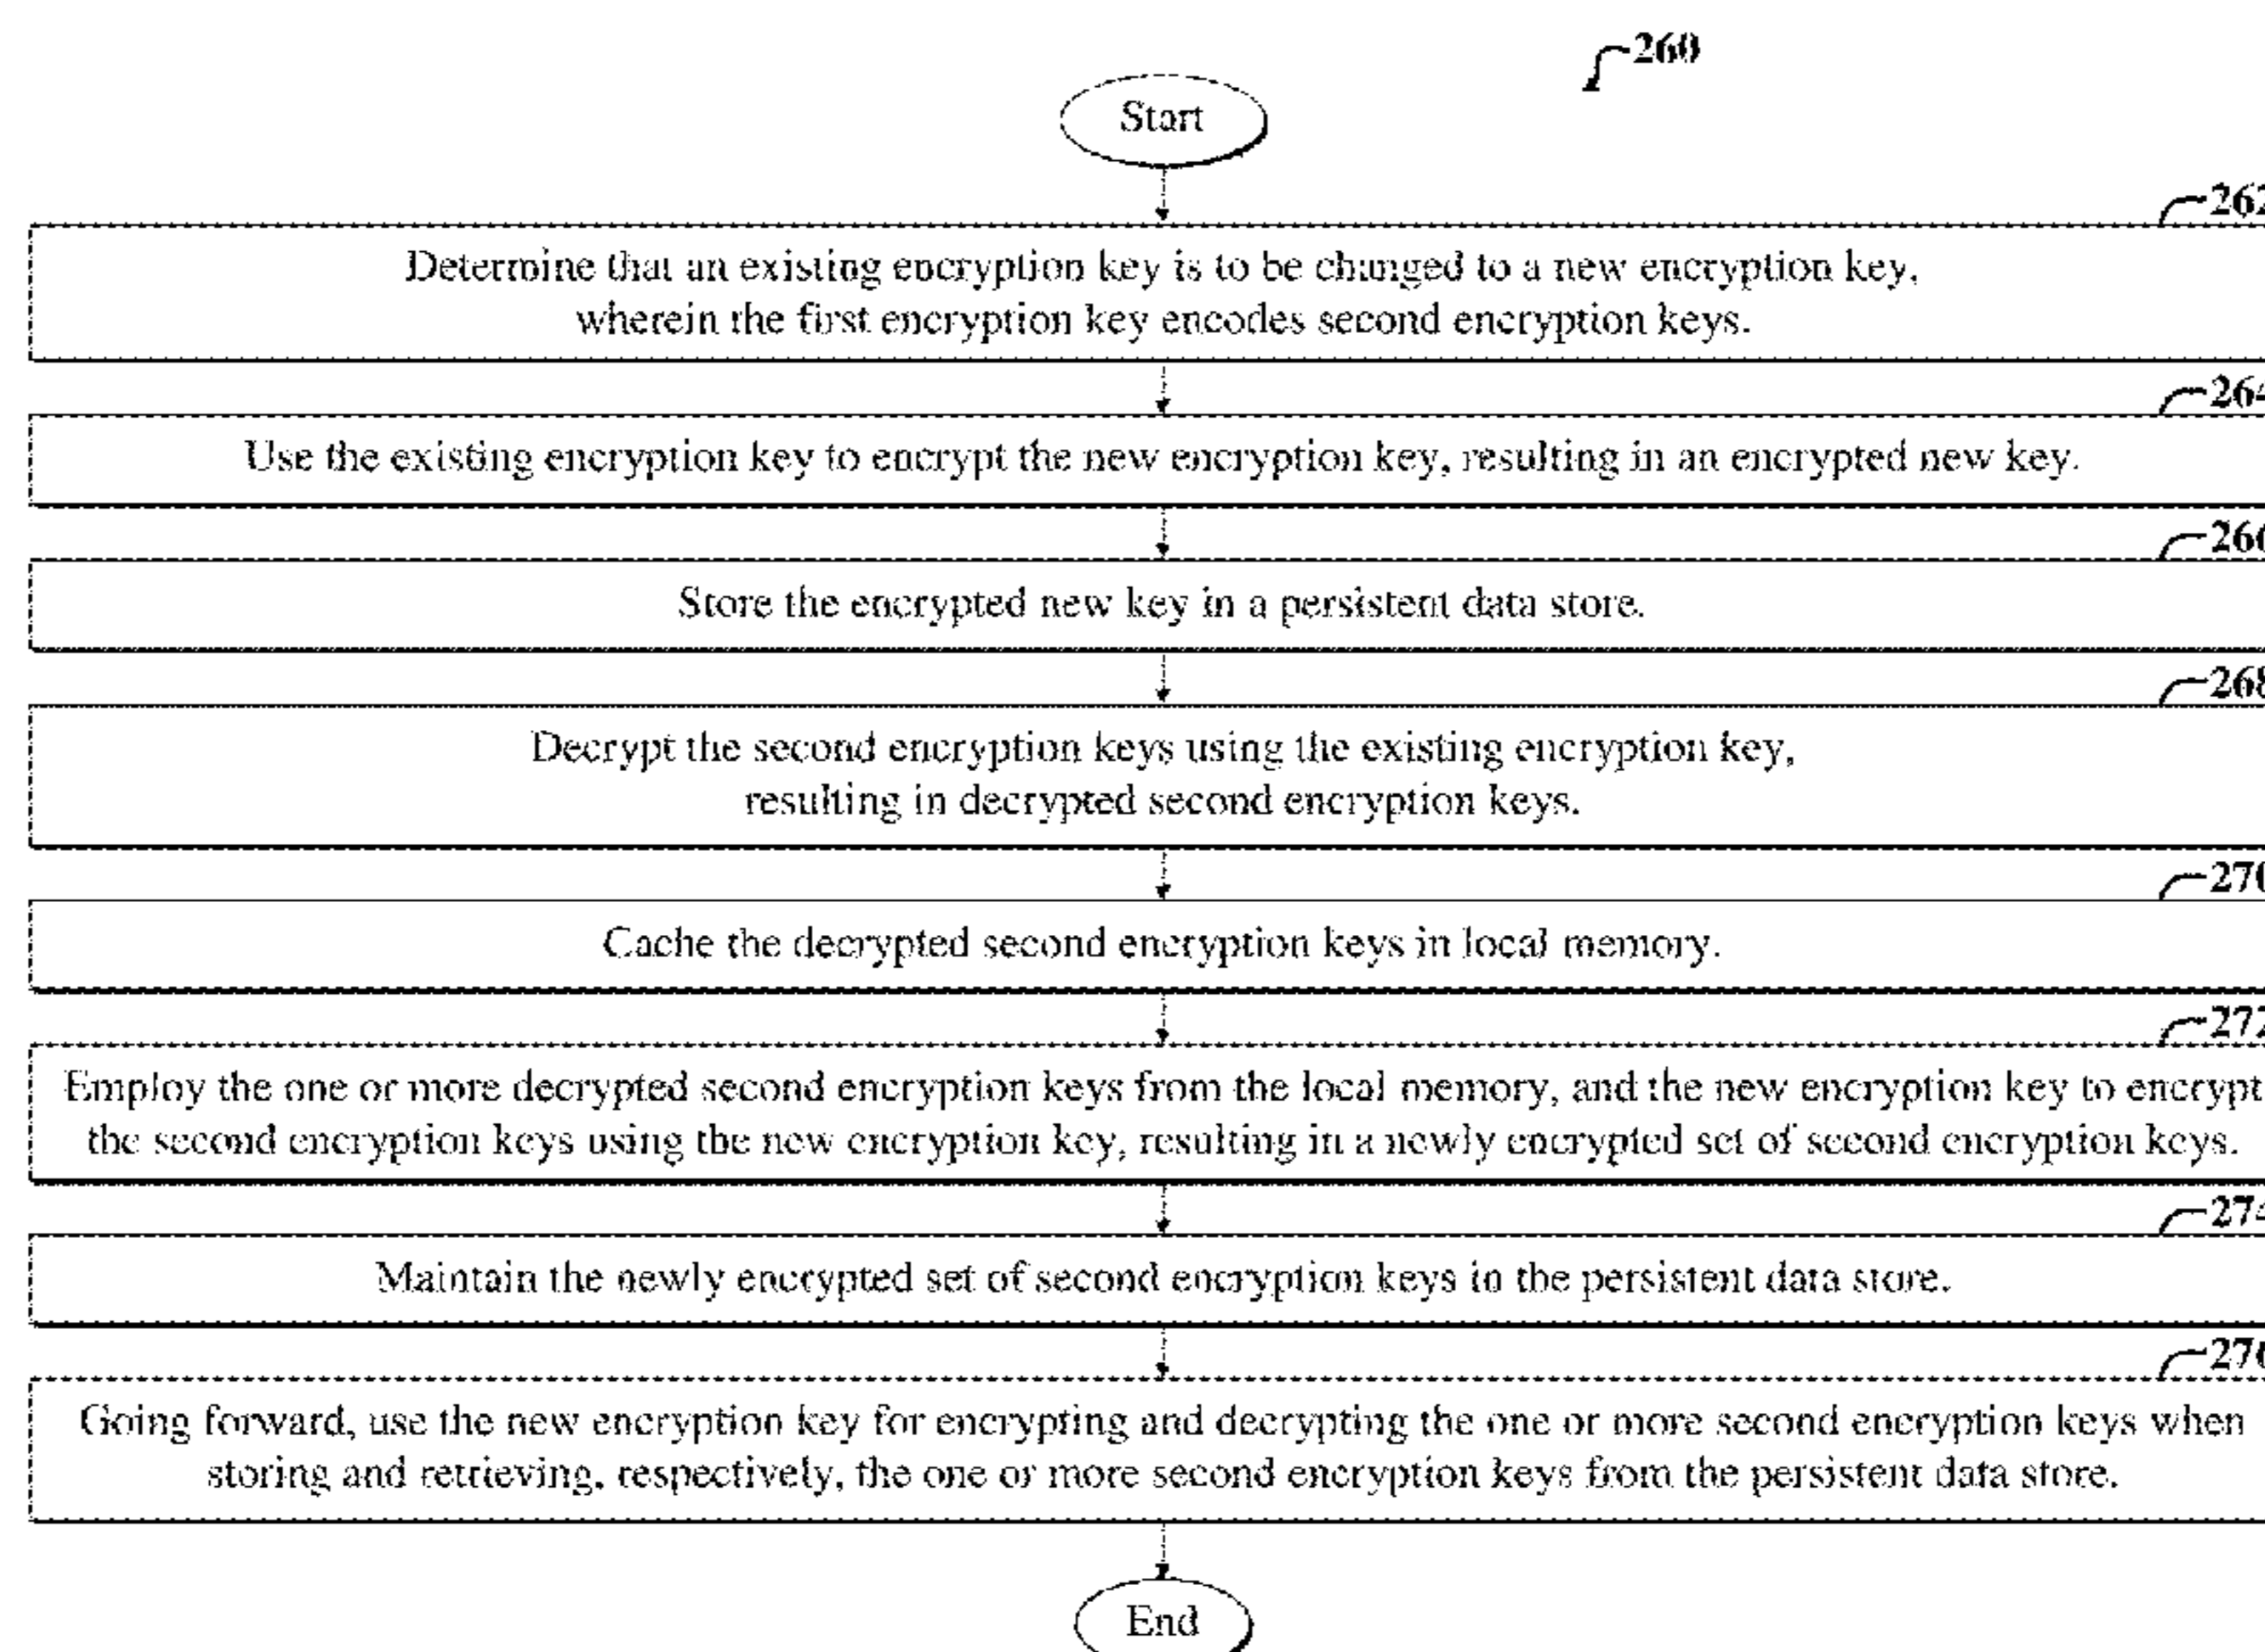 260
Start
262
Determine that an existing encryption key is to be changed to a new encryption key,
wherein the first encryption key encodes second encryption keys.
264
Use the existing encryption key to encrypt the new encryption key, resulting in an encrypted new key.
266
Store the encrypted new key in a persistent data store.
268
Decrypt the second encryption keys using the existing encryption key,
resulting in decrypted second encryption keys.
270
Cache the decrypted second encryption keys in local memory.
272
Employ the one or more decrypted second encryption keys from the local memory, and the new encryption key to encrypt
the second encryption keys using the new encryption key, resulting in a newly encrypted set of second encryption keys.
274
Maintain the newly encrypted set of second encryption keys in the persistent data store.
276
Going forward, use the new encryption key for encrypting and decrypting the one or more second encryption keys when
storing and retrieving, respectively, the one or more second encryption keys from the persistent data store.
End